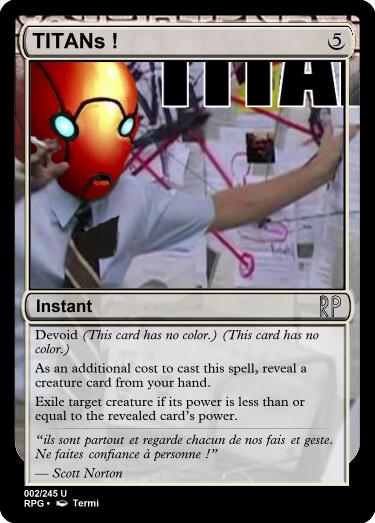 TITANs ! 5
TITA
Instant RP
Devoid (This card has no color.) (This card has no
color.)
As an additional cost to cast this spell, reveal a
creature card from your hand.
Exile target creature if its power is less than or
equal to the revealed card's power.
“ils sont partout et regarde chacun de nos fais et geste.
Ne faites confiance à personne !”
— Scott Norton
002/245 U
RPG • Termi